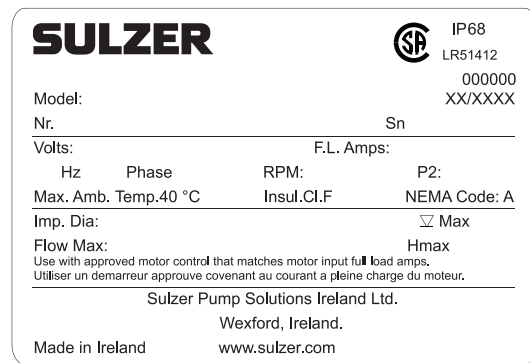 SULZER
SA
IP68
LR51412
000000
Model: XX/XXXX
Nr. Sn
Volts: F.L. Amps:
Hz Phase RPM: P2:
Max. Amb. Temp.40 °C Insul.Cl.F NEMA Code: A
Imp. Dia: Max
Flow Max: Hmax
Use with approved motor control that matches motor input full load amps.
Utiliser un demarreur approuve covenant au courant a pleine charge du moteur.
Sulzer Pump Solutions Ireland Ltd.
Wexford, Ireland.
Made in Ireland www.sulzer.com